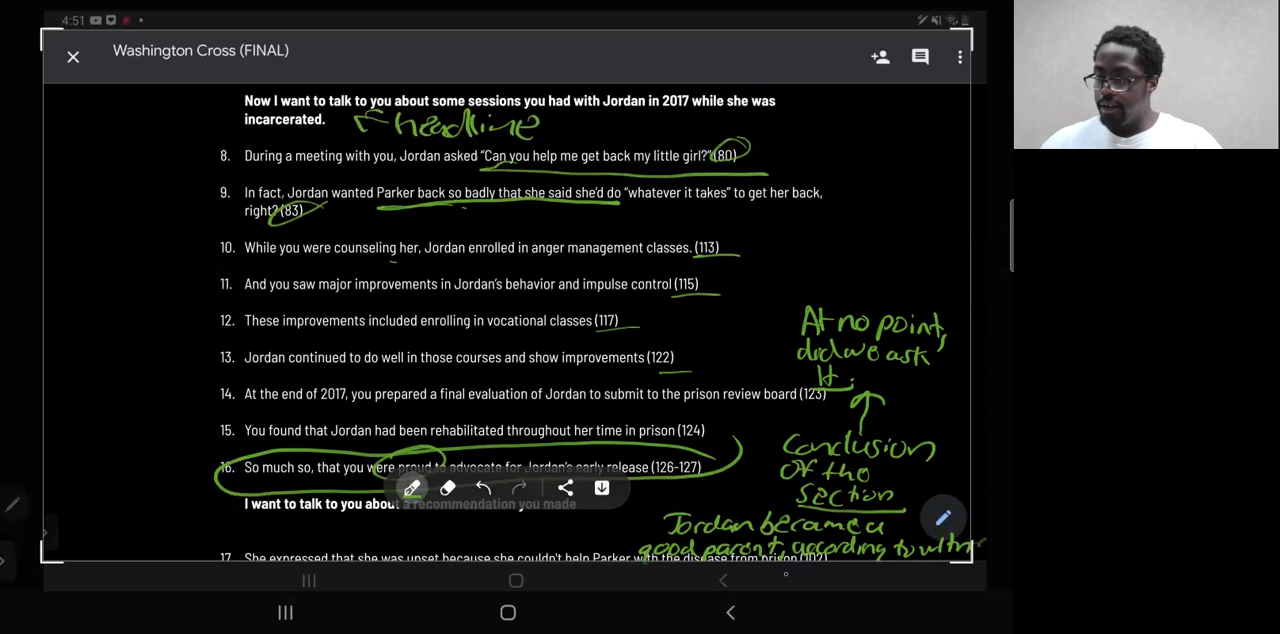 4:51
Washington Cross (FINAL)
Now I want to talk to you about some sessions you had with Jordan in 2017 while she was
incarcerated.
headline
8. During a meeting with you, Jordan asked "Can you help me get back my little girl?" (80)
9. In fact, Jordan wanted Parker back so badly that she said she'd do "whatever it takes" to get her back,
right? (83)
10. While you were counseling her, Jordan enrolled in anger management classes. (113)
11. And you saw major improvements in Jordan's behavior and impulse control (115)
12. These improvements included enrolling in vocational classes (117)
13. Jordan continued to do well in those courses and show improvements (122)
14. At the end of 2017, you prepared a final evaluation of Jordan to submit to the prison review board (123)
15. You found that Jordan had been rehabilitated throughout her time in prison (124)
16. So much so, that you were proud to advocate for Jordan's early release (126-127)
I want to talk to you about a recommendation you made
17. She expressed that she was upset because she couldn't help Parker with the disease from prison (102)
At no point,
did we ask
it.
Conclusion
of the
section
Jordan became a
good parent, according to